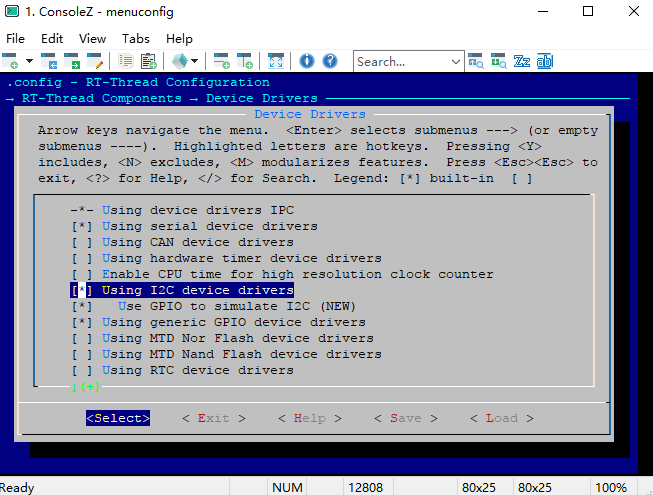 1. ConsoleZ - menuconfig
File Edit View Tabs Help
Search...
.config - RT-Thread Configuration
→ RT-Thread Components → Device Drivers
Device Drivers
Arrow keys navigate the menu. <Enter> selects submenus ---> (or empty
submenus ----). Highlighted letters are hotkeys. Pressing <Y>
includes, <N> excludes, <M> modularizes features. Press <Esc><Esc> to
exit, <?> for Help, </> for Search. Legend: [*] built-in [ ]
-*- Using device drivers IPC
[*] Using serial device drivers
[ ] Using CAN device drivers
[ ] Using hardware timer device drivers
[ ] Enable CPU time for high resolution clock counter
[*] Using I2C device drivers
[*] Use GPIO to simulate I2C (NEW)
[*] Using generic GPIO device drivers
[ ] Using MTD Nor Flash device drivers
[ ] Using MTD Nand Flash device drivers
[ ] Using RTC device drivers
↓(+)
<Select> < Exit > < Help > < Save > < Load >
Ready NUM 12808 80x25 80x25 100%